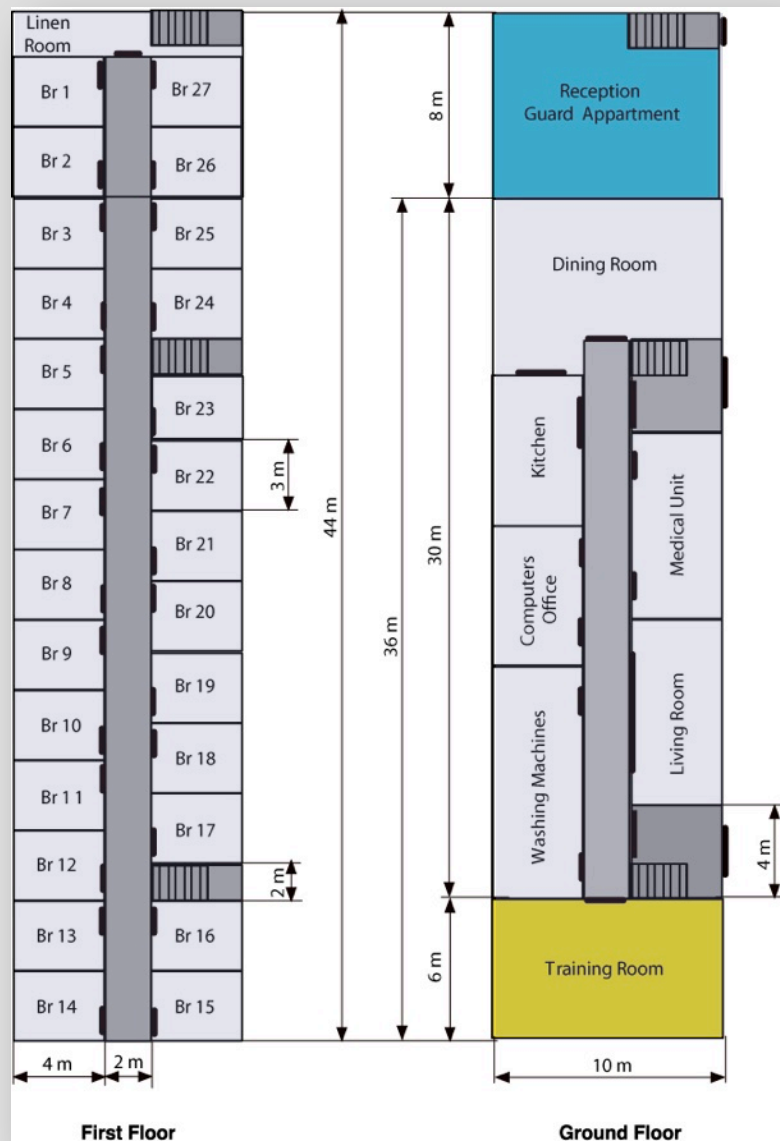 Linen
Room
Br 1
Br 2
Br 3
Br 4
Br 5
Br 6
Br 7
Br 8
Br 9
Br 10
Br 11
Br 12
Br 13
Br 14
Br 27
Br 26
Br 25
Br 24
Br 23
Br 22
Br 21
Br 20
Br 19
Br 18
Br 17
Br 16
Br 15
3 m
2 m
4 m
2 m
First Floor
44 m
36 m
8 m
30 m
6 m
Reception
Guard Appartment
Dining Room
Kitchen
Computers
Office
Washing Machines
Medical Unit
Living Room
4 m
Training Room
10 m
Ground Floor